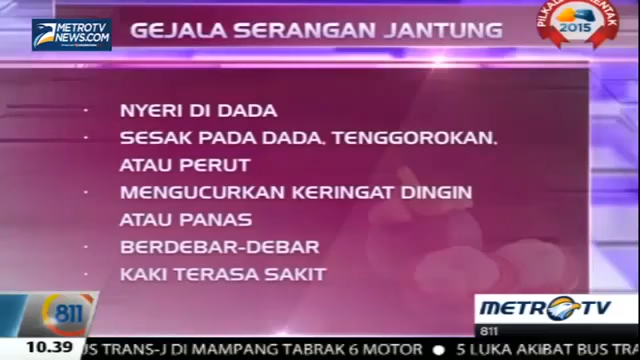 METROTV
NEWS.COM
GEJALA SERANGAN JANTUNG
2015
· NYERI DI DADA
· SESAK PADA DADA, TENGGOROKAN,
ATAU PERUT
· MENGUCURKAN KERINGAT DINGIN
ATAU PANAS
· BERDEBAR-DEBAR
· KAKI TERASA SAKIT
811
METROTV
811
10.39
US TRANS-J DI MAMPANG TABRAK 6 MOTOR ● 5 LUKA AKIBAT BUS TRA